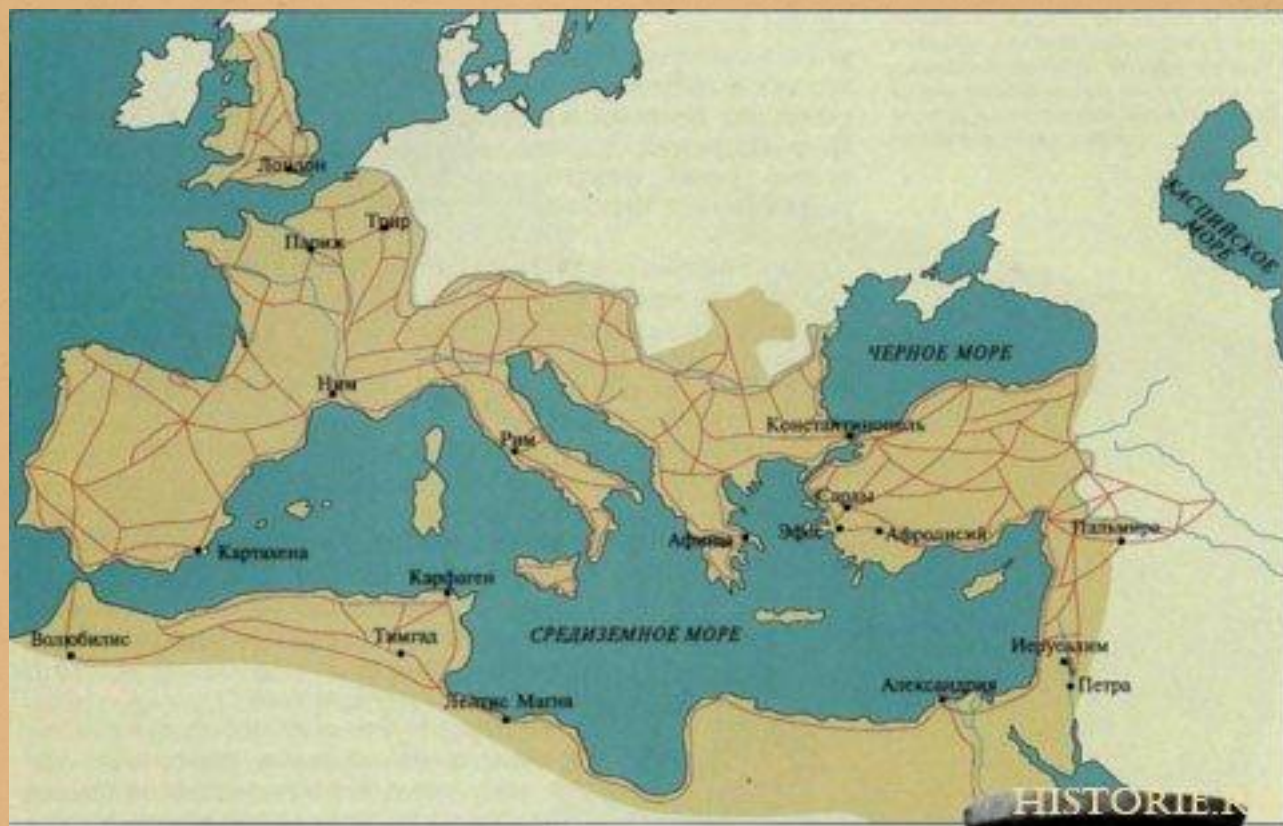 Лондон
Трир
Париж
КАСПИЙСКОЕ
МОРЕ
ЧЕРНОЕ МОРЕ
Ним
Константинополь
Рим
Сарды
Эфес
Афродисий
Пальмира
Афины
Картахена
Карфаген
Волюбилис
Тимгад
СРЕДИЗЕМНОЕ МОРЕ
Иерусалим
Александрия
Петра
Лептис Магна
HISTORIE.R